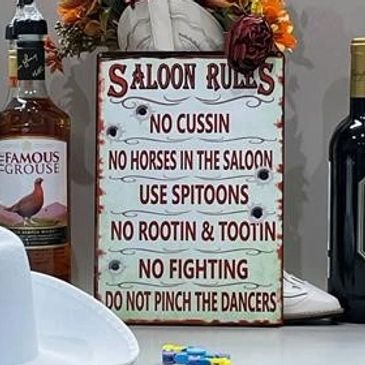 SALOON RULES
NO CUSSIN
NO HORSES IN THE SALOON
USE SPITOONS
NO ROOTIN & TOOTIN
NO FIGHTING
DO NOT PINCH THE DANCERS
FAMOUS
GROUSE